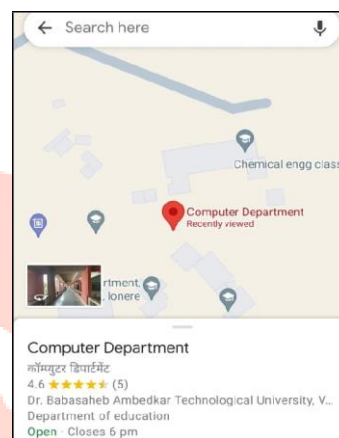 Search here
Chemical engg class
Computer Department
Recently viewed
rtment,
lonere
Computer Department
कॉम्प्युटर डिपार्टमेंट
4.6 (5)
Dr. Babasaheb Ambedkar Technological University, V...
Department of education
Open · Closes 6 pm